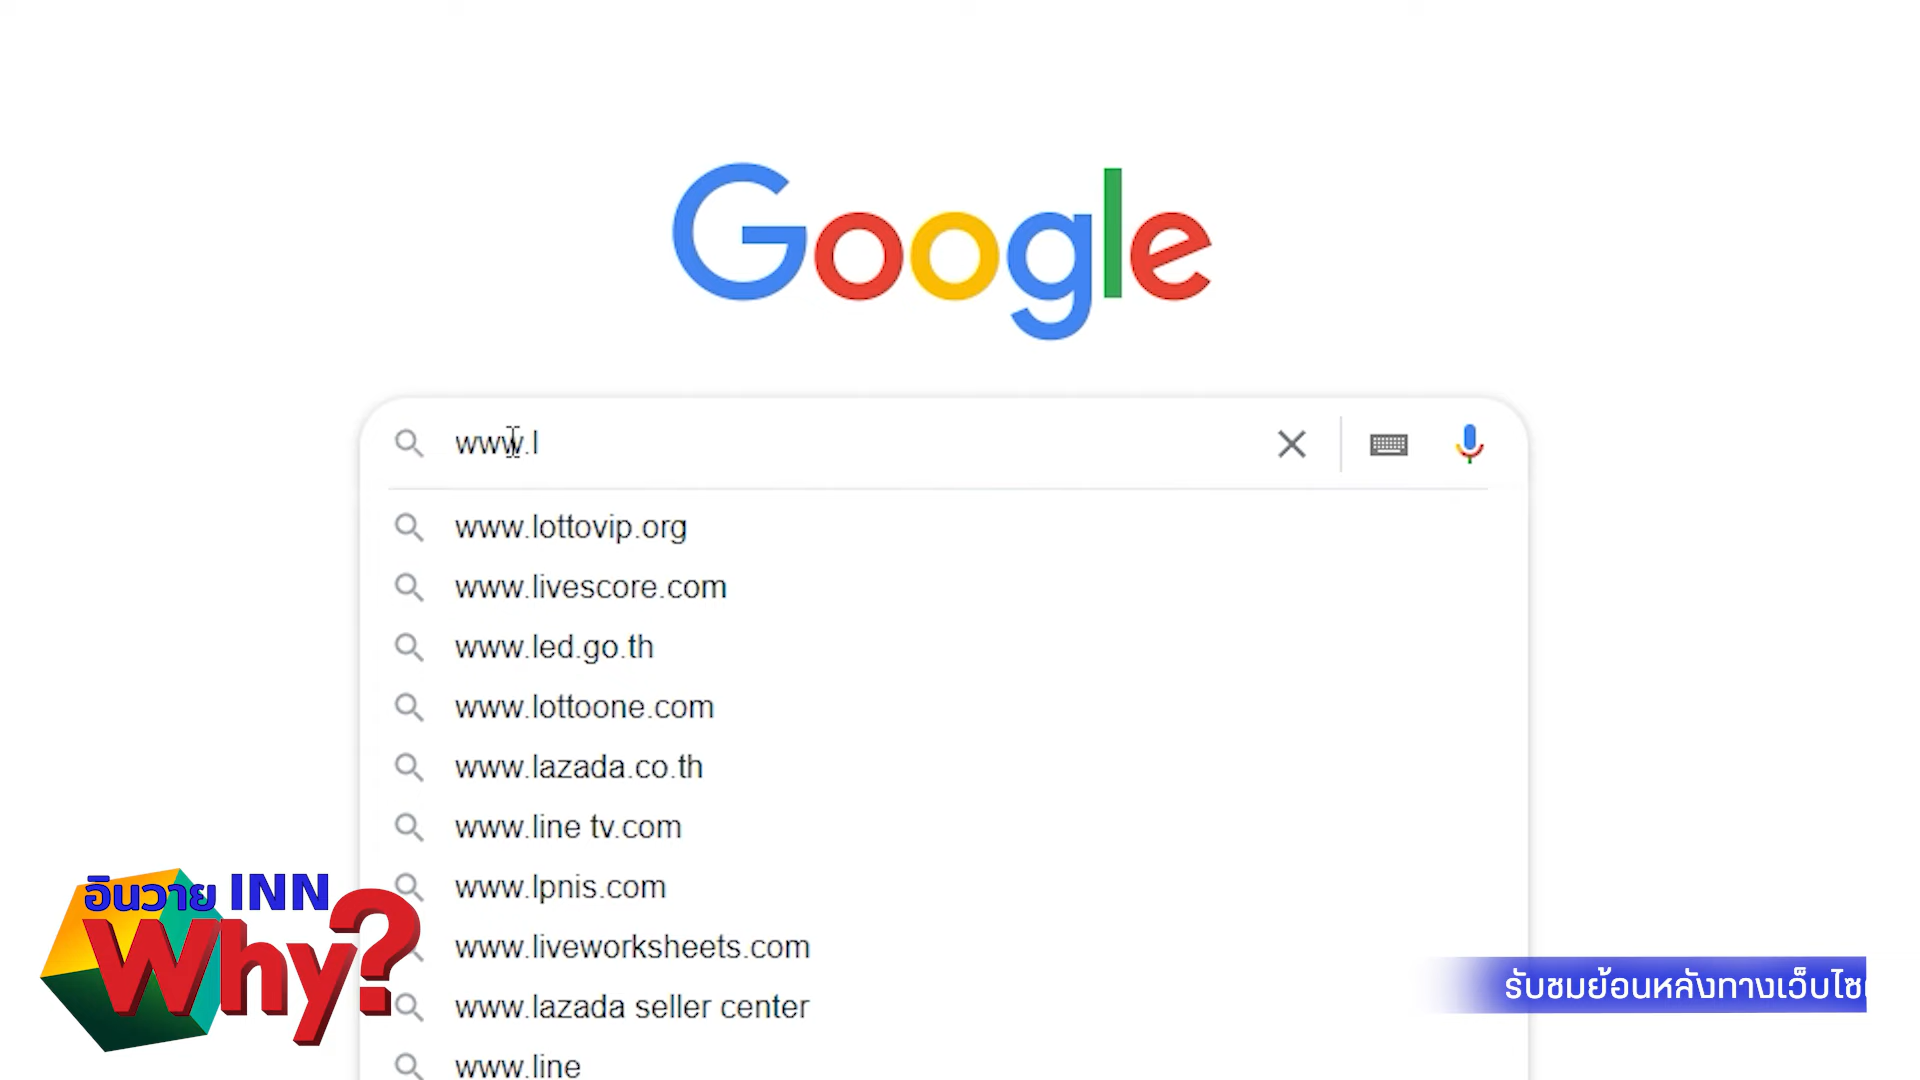 Google
www.l
www.lottovip.org
www.livescore.com
www.led.go.th
www.lottoone.com
www.lazada.co.th
www.line tv.com
www.lpnis.com
www.liveworksheets.com
www.lazada seller center
www.line
อินวาย INN
Why?
รับชมย้อนหลังทางเว็บไซ